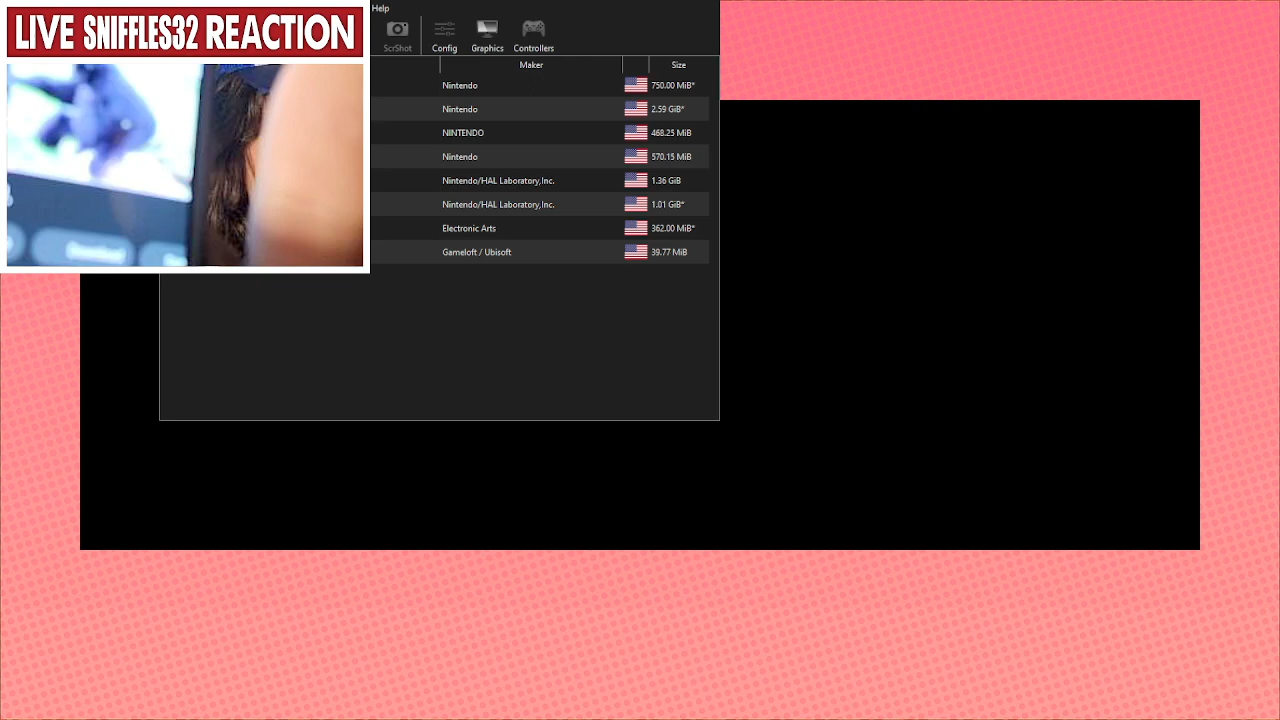 LIVE SNIFFLES32 REACTION
Help
ScrShot Config Graphics Controllers
Maker Size
Nintendo 750.00 MiB*
Nintendo 2.59 GiB*
NIINTENDO 468.25 MiB
Nintendo 570.15 MiB
Nintendo/HAL Laboratory,Inc. 1.36 GiB
Nintendo/HAL Laboratory,Inc. 1.01 GiB*
Electronic Arts 362.00 MiB*
Gameloft / Ubisoft 39.77 MiB